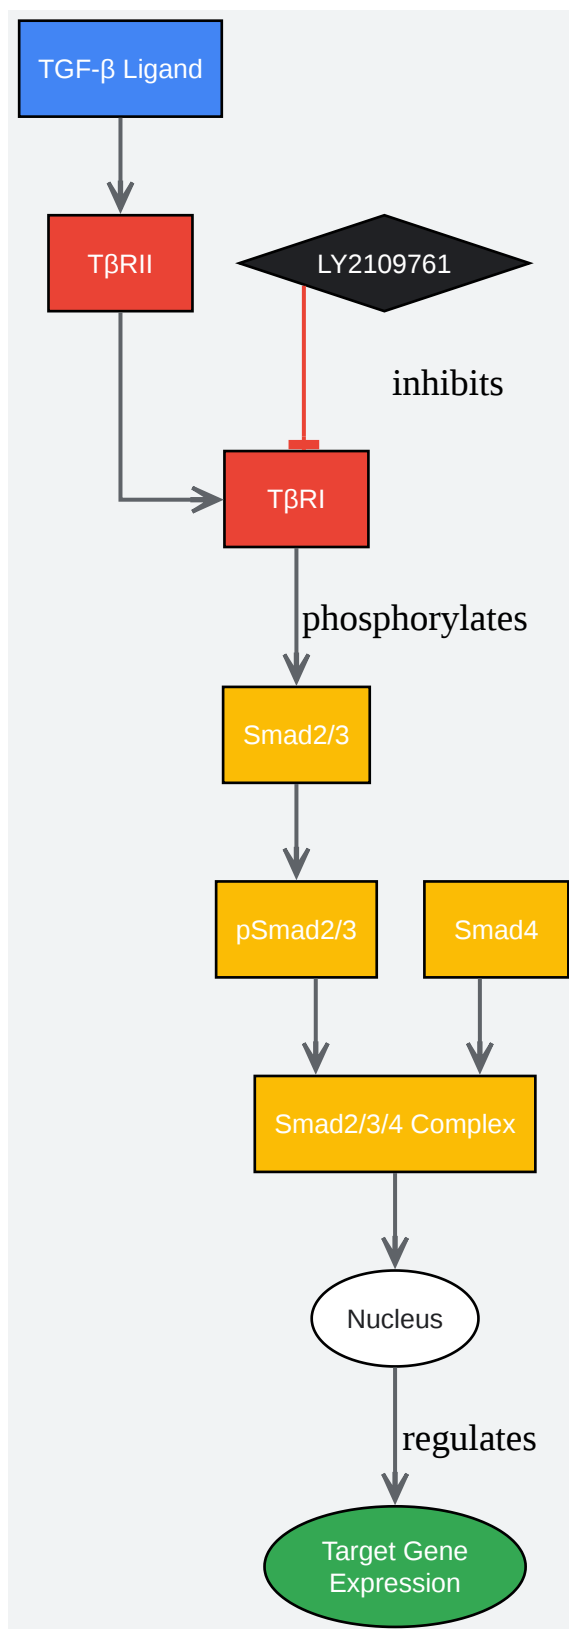 TGF-β Ligand
TβRII
LY2109761
inhibits
TβRI
phosphorylates
Smad2/3
pSmad2/3
Smad4
Smad2/3/4 Complex
Nucleus
regulates
Target Gene
Expression